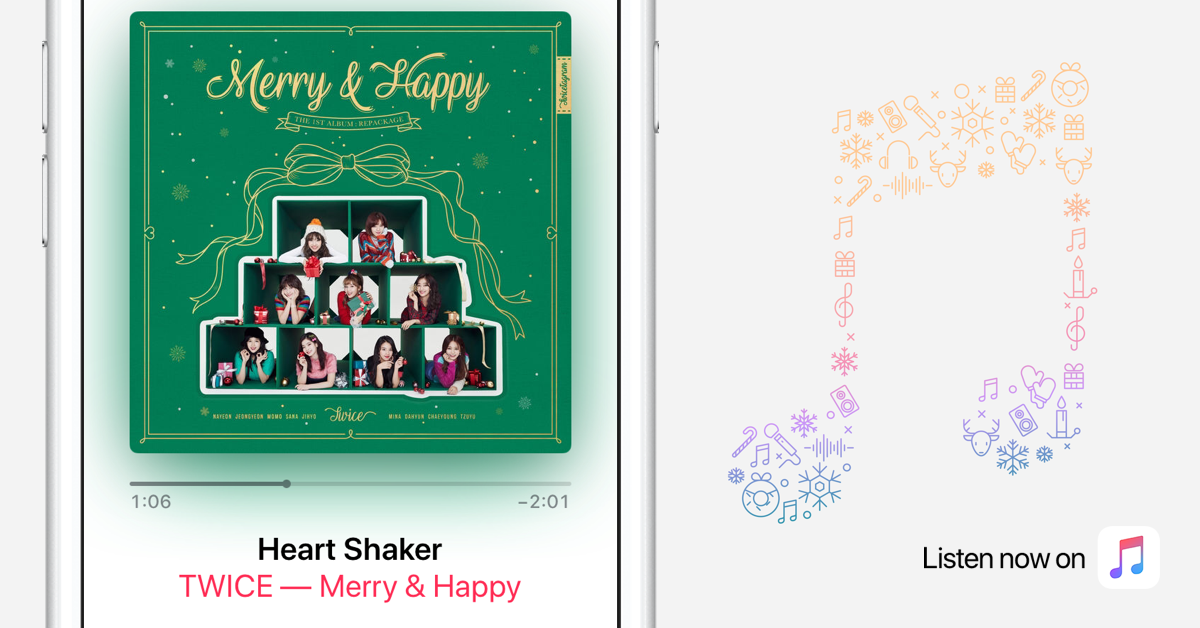 Merry & Happy
THE 1ST ALBUM : REPACKAGE
Twicetagram
NAYEON JEONGYEON MOMO SANA JIHYO Twice MINA DAHYUN CHAEYOUNG TZUYU
1:06 −2:01
Heart Shaker
TWICE — Merry & Happy
Listen now on